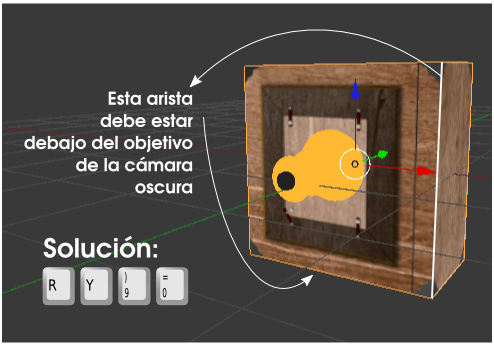 Esta arista
debe estar
debajo del objetivo
de la cámara
oscura
Solución:
R Y ) =
9 0